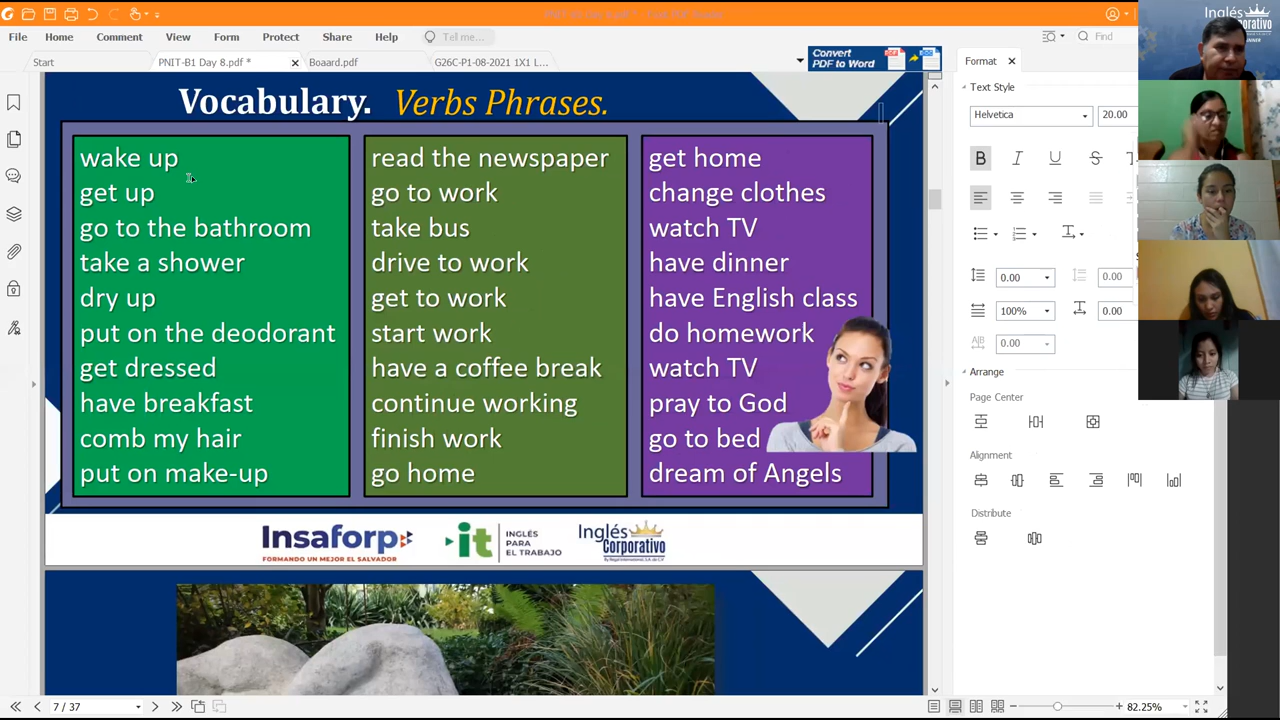 File Home Comment View Form Protect Share Help Tell me... Find
Start PNIT-B1 Day 8.pdf * Boaard.pdf G26C-P1-08-2021 1X1 L...
Convert
PDF to Word
Vocabulary. Verbs Phrases.
wake up
get up
go to the bathroom
take a shower
dry up
put on the deodorant
get dressed
have breakfast
comb my hair
put on make-up
read the newspaper
go to work
take bus
drive to work
get to work
start work
have a coffee break
continue working
finish work
go home
get home
change clothes
watch TV
have dinner
have English class
do homework
watch TV
pray to God
go to bed
dream of Angels
Insaforp
FORMANDO UN MEJOR EL SALVADOR
it
INGLÉS
PARA
EL TRABAJO
Inglés
Corporativo
Format
Text Style
Helvetica 20.00
B I U S T
0.00 0.00
100% 0.00
0.00
Arrange
Page Center
Alignment
Distribute
Inglés
Corporativo
7 / 37
82.25%